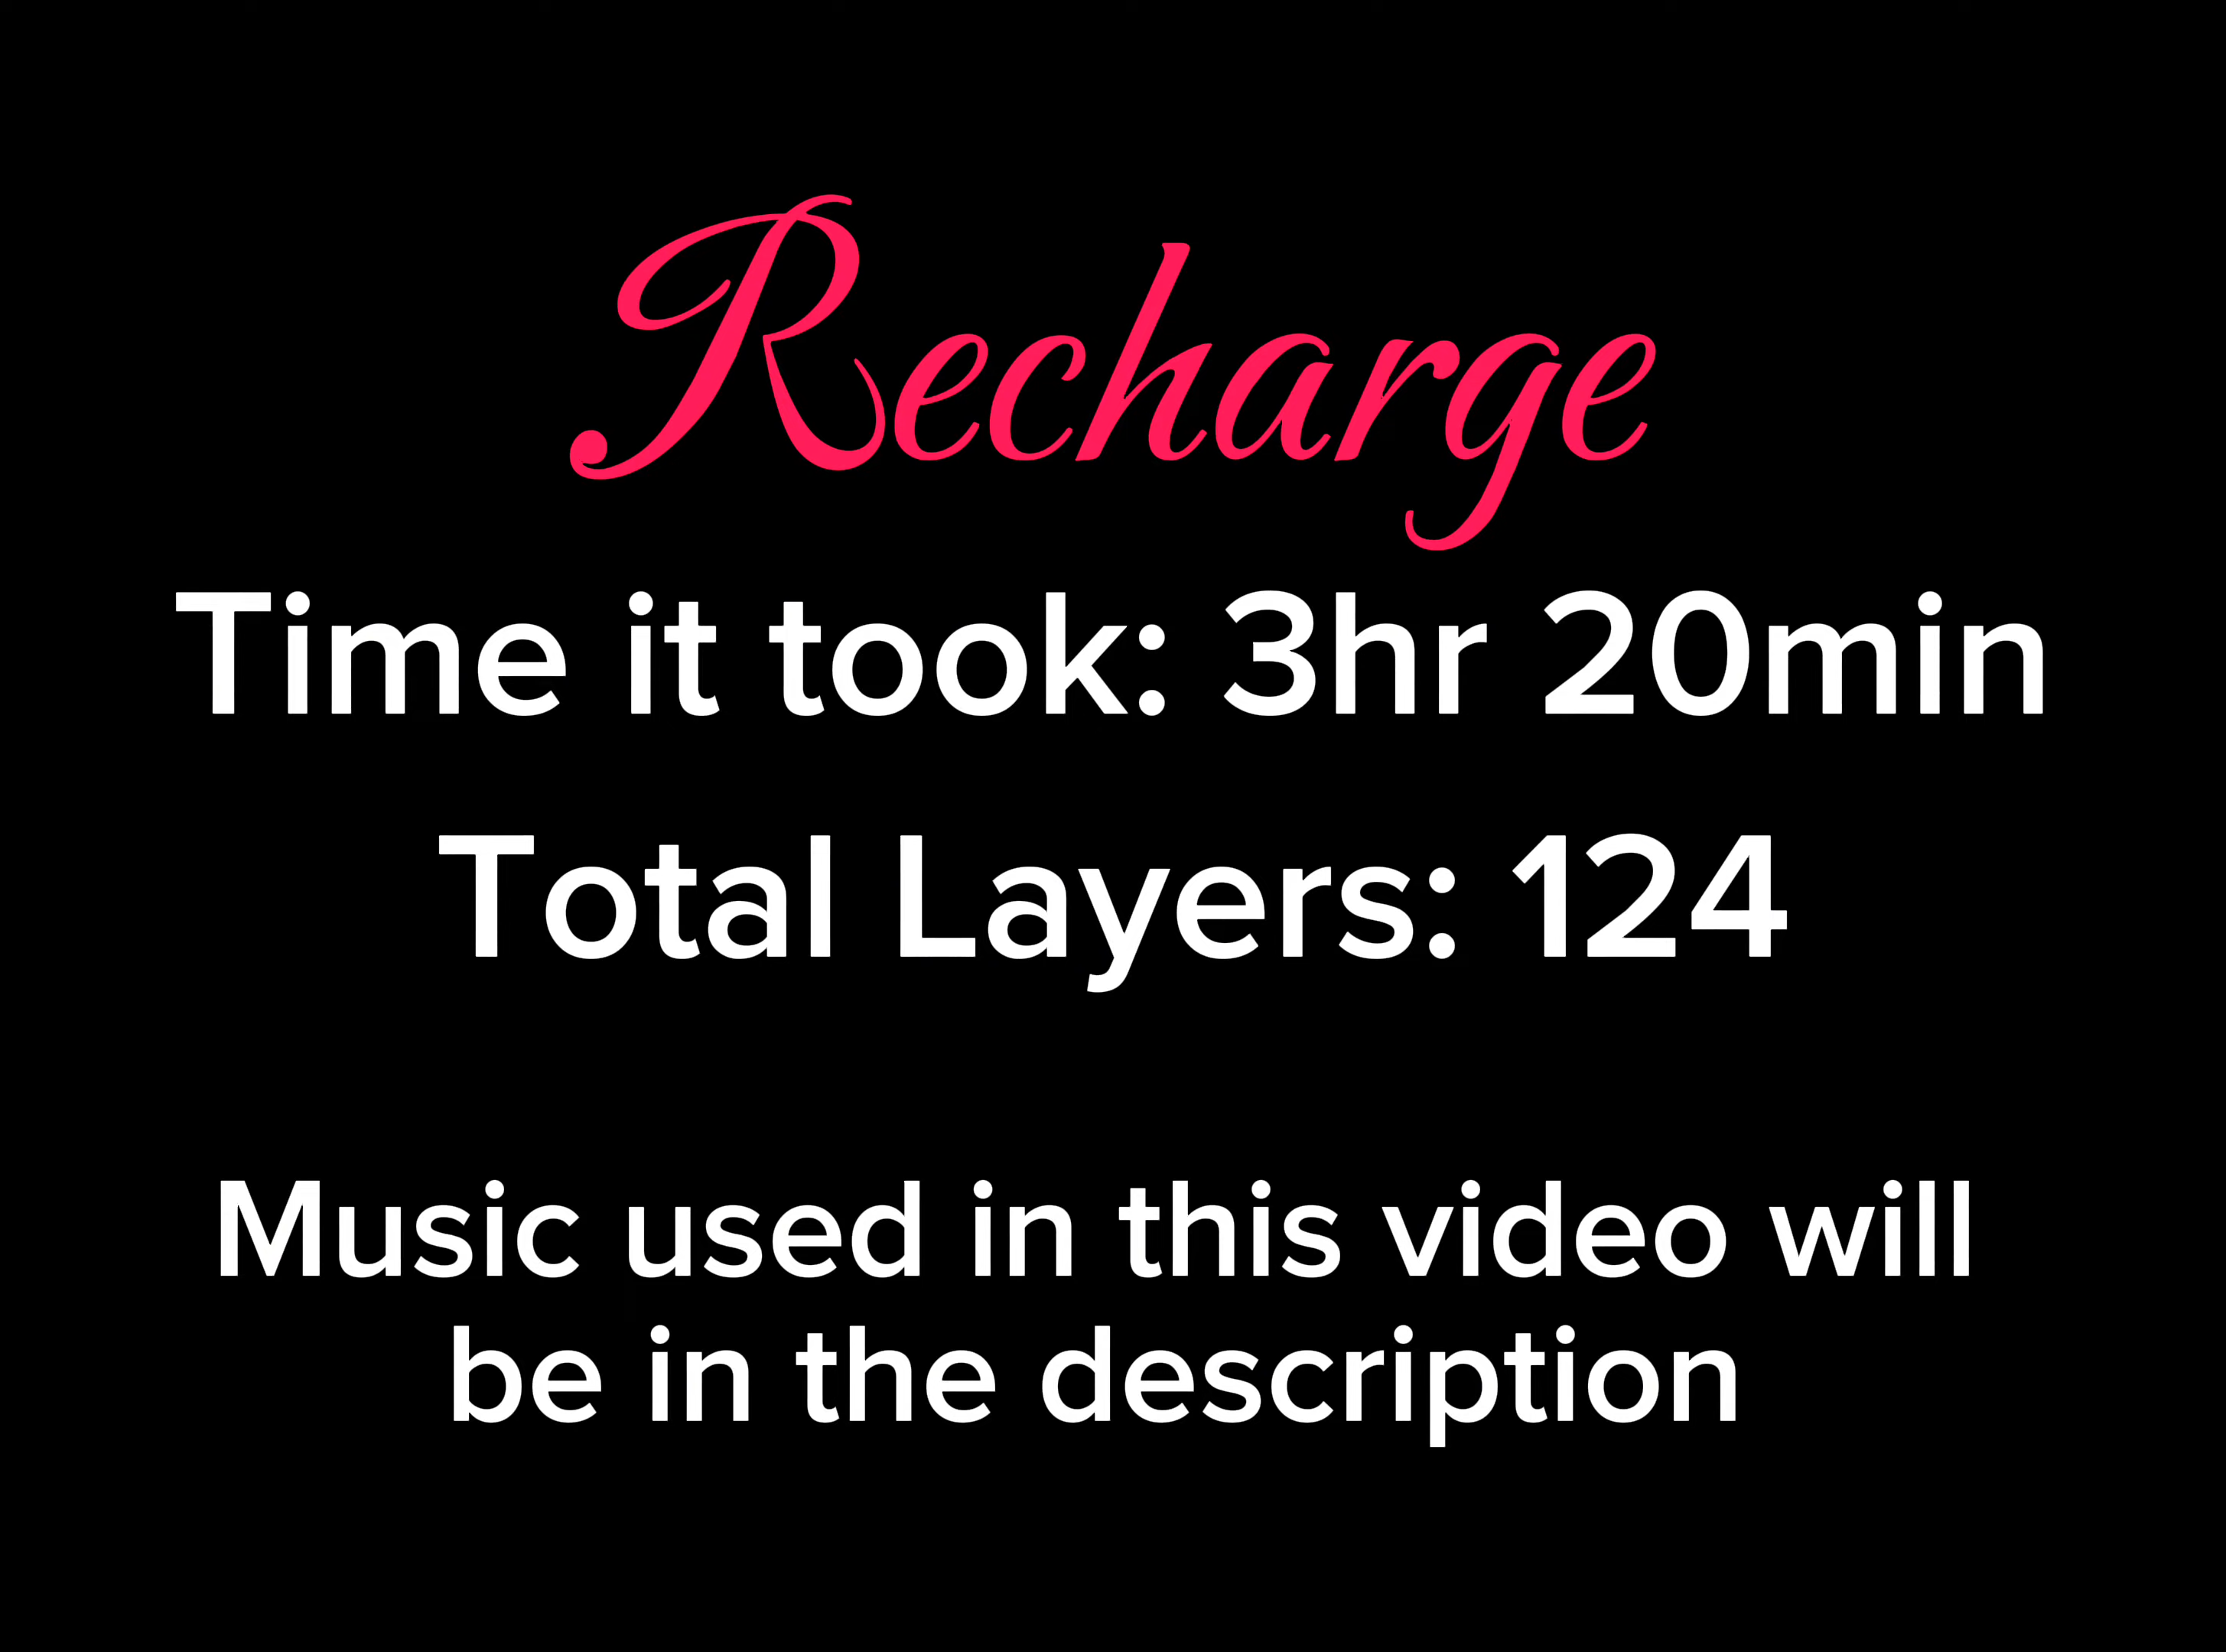 Recharge
Time it took: 3hr 20min
Total Layers: 124
Music used in this video will
be in the description